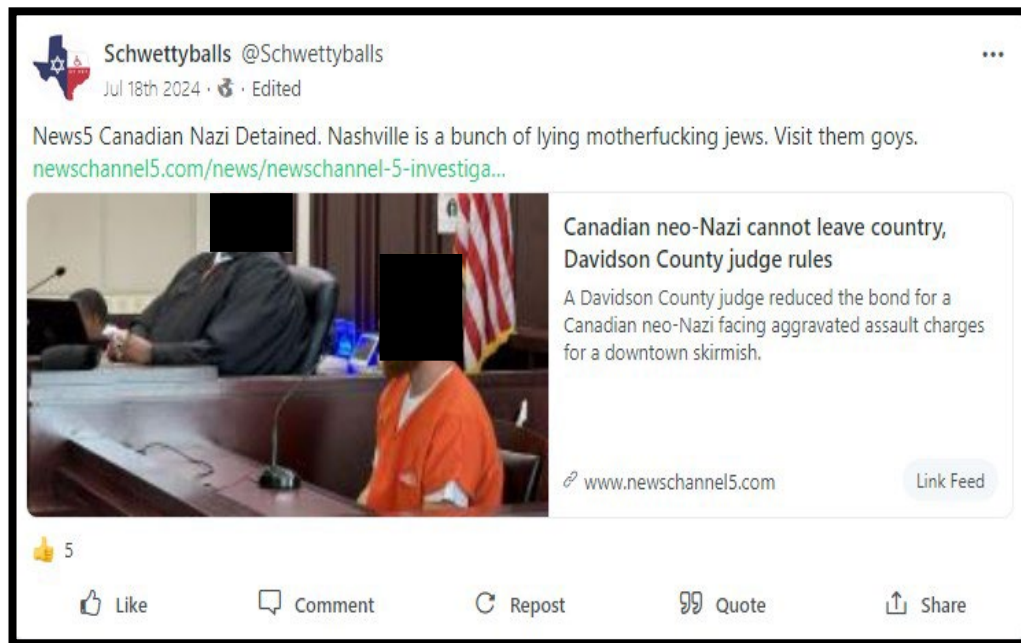 Schwettyballs @Schwettyballs
Jul 18th 2024 · · Edited
News5 Canadian Nazi Detained. Nashville is a bunch of lying motherfucking jews. Visit them goys.
newschannel5.com/news/newschannel-5-investiga...
Canadian neo-Nazi cannot leave country,
Davidson County judge rules
A Davidson County judge reduced the bond for a
Canadian neo-Nazi facing aggravated assault charges
for a downtown skirmish.
www.newschannel5.com
Link Feed
5
Like
Comment
Repost
Quote
Share